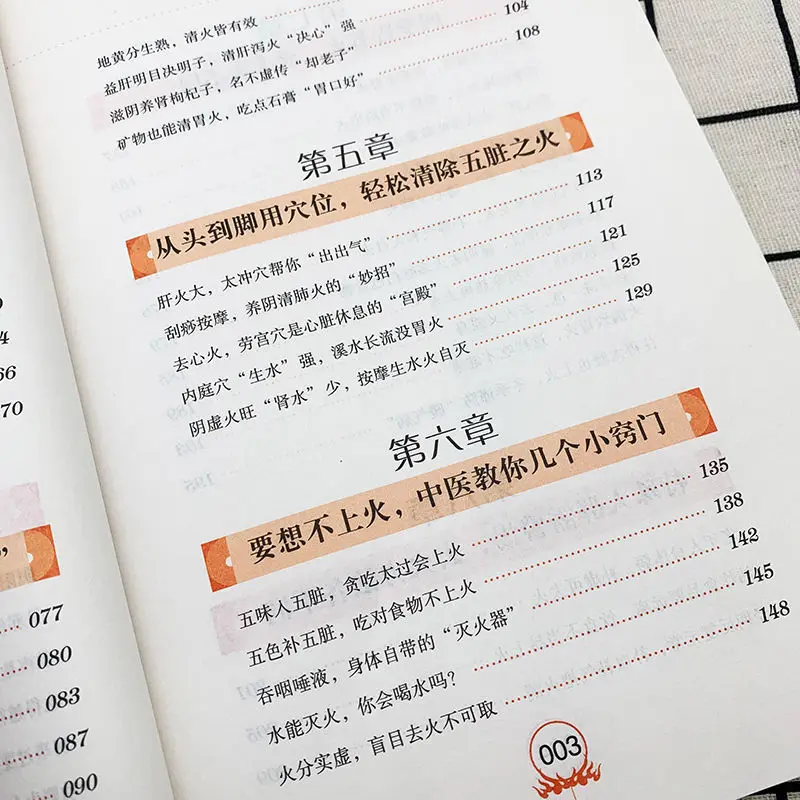 地黄分生熟，清火皆有效
益肝明目决明子，清肝泻火“决心”强
滋阴养肾枸杞子，名不虚传“却老子” 104
矿物也能清胃火，吃点石膏“胃口好” 108
第五章
从头到脚用穴位，轻松清除五脏之火
肝火大，太冲穴帮你“出出气” 113
刮痧按摩，养阴清肺火的“妙招” 117
去心火，劳宫穴是心脏休息的“宫殿” 121
内庭穴“生水”强，溪水长流没胃火 125
阴虚火旺“肾水”少，按摩生水火自灭 129
第六章
要想不上火，中医教你几个小窍门
五味入五脏，贪吃太过会上火 135
五色补五脏，吃对食物不上火 138
吞咽唾液，身体自带的“灭火器” 142
水能灭火，你会喝水吗？ 145
火分实虚，盲目去火不可取 148
003
66
70
077
080
083
087
090